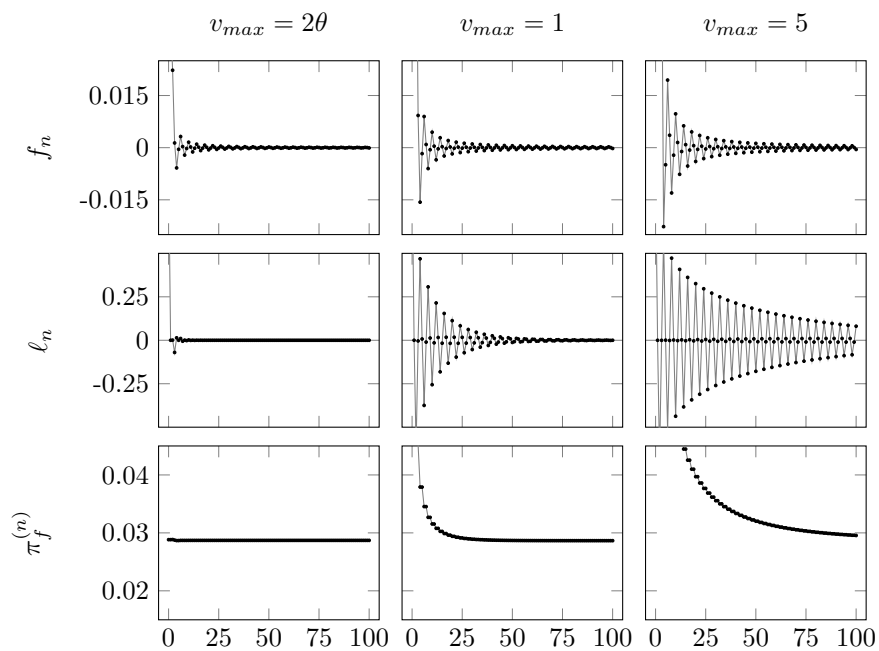 v_{max} = 2θ v_{max} = 1 v_{max} = 5
0.015
f_n 0
-0.015
0.25
ℓ_n 0
-0.25
0.04
π_f^{(n)} 0.03
0.02
0 25 50 75 100 0 25 50 75 100 0 25 50 75 100